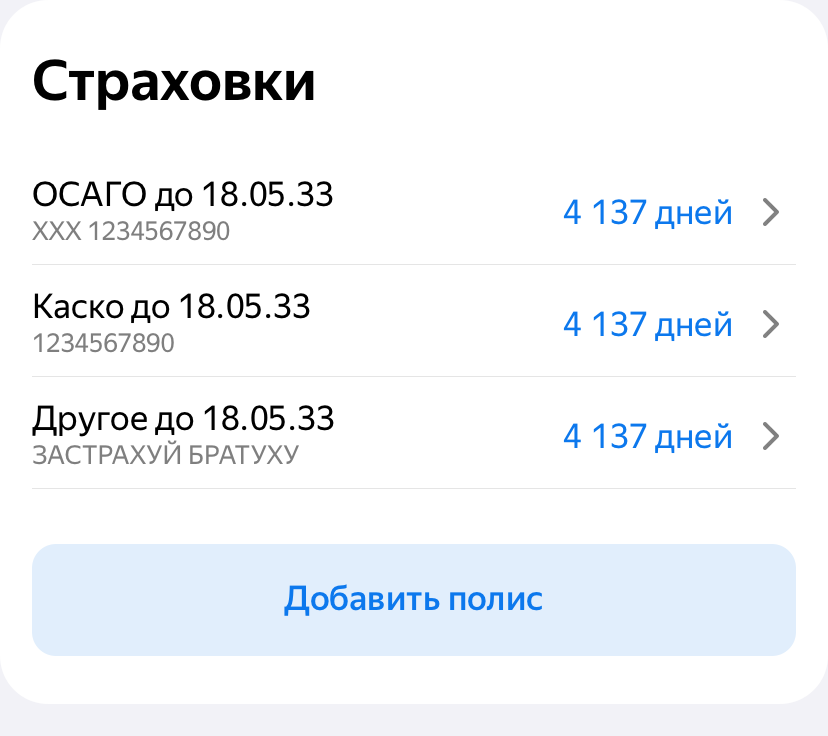 Страховки
ОСАГО до 18.05.33
4 137 дней
ХХХ 1234567890
Каско до 18.05.33
4 137 дней
1234567890
Другое до 18.05.33
4 137 дней
ЗАСТРАХУЙ БРАТУХУ
Добавить полис